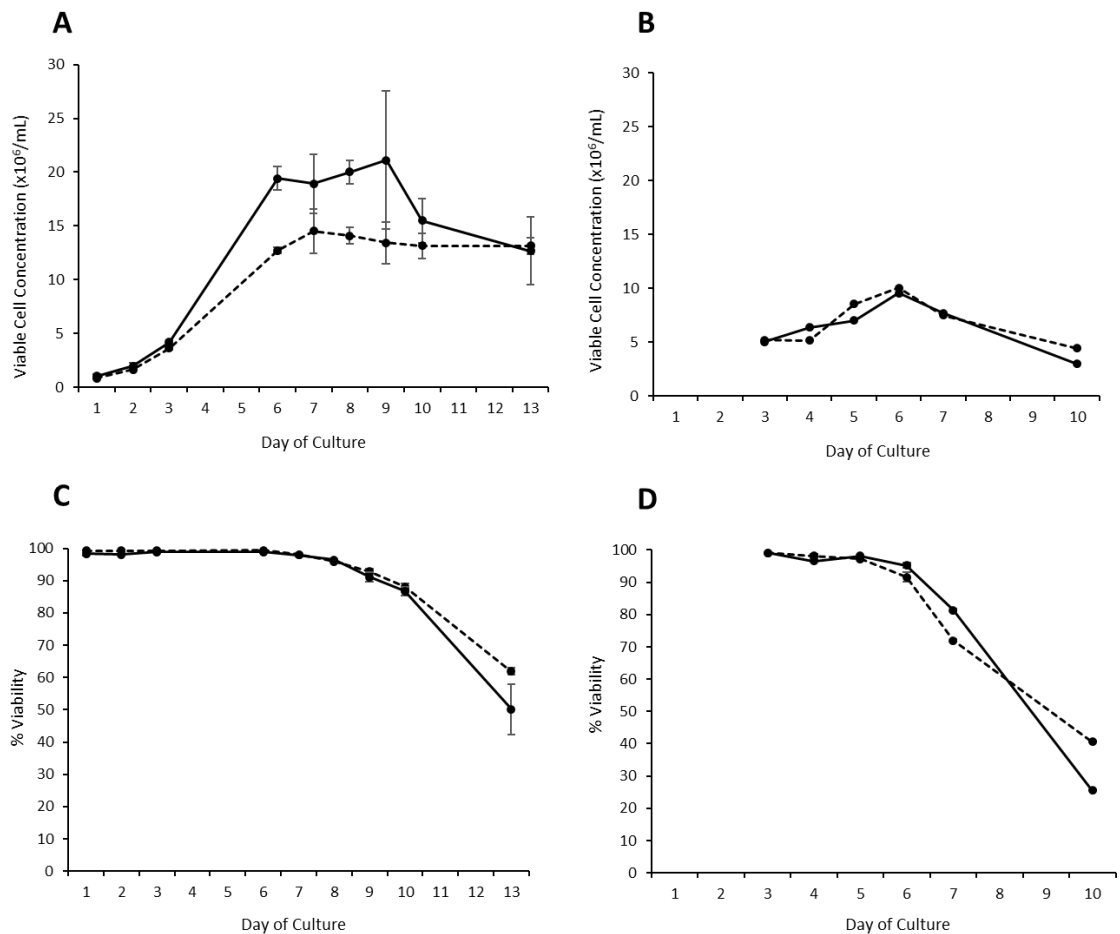 A
Viable Cell Concentration (x10⁶/mL)
30
25
20
15
10
5
0
1 2 3 4 5 6 7 8 9 10 11 12 13
Day of Culture
B
Viable Cell Concentration (x10⁶/mL)
30
25
20
15
10
5
0
1 2 3 4 5 6 7 8 9 10
Day of Culture
C
% Viability
100
90
80
70
60
50
40
30
20
10
0
1 2 3 4 5 6 7 8 9 10 11 12 13
Day of Culture
D
% Viability
100
90
80
70
60
50
40
30
20
10
0
1 2 3 4 5 6 7 8 9 10
Day of Culture